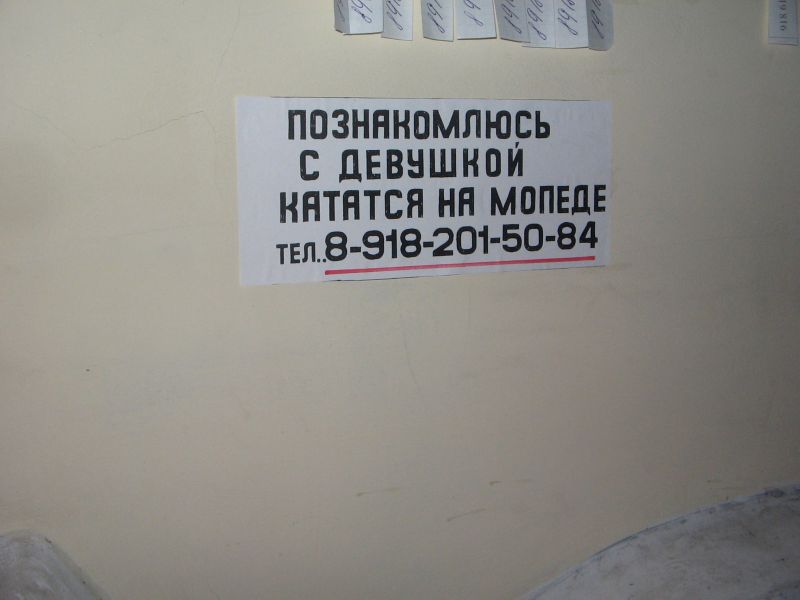 ПОЗНАКОМЛЮСЬ
С ДЕВУШКОЙ
КАТАТСЯ НА МОПЕДЕ
ТЕЛ..8-918-201-50-84